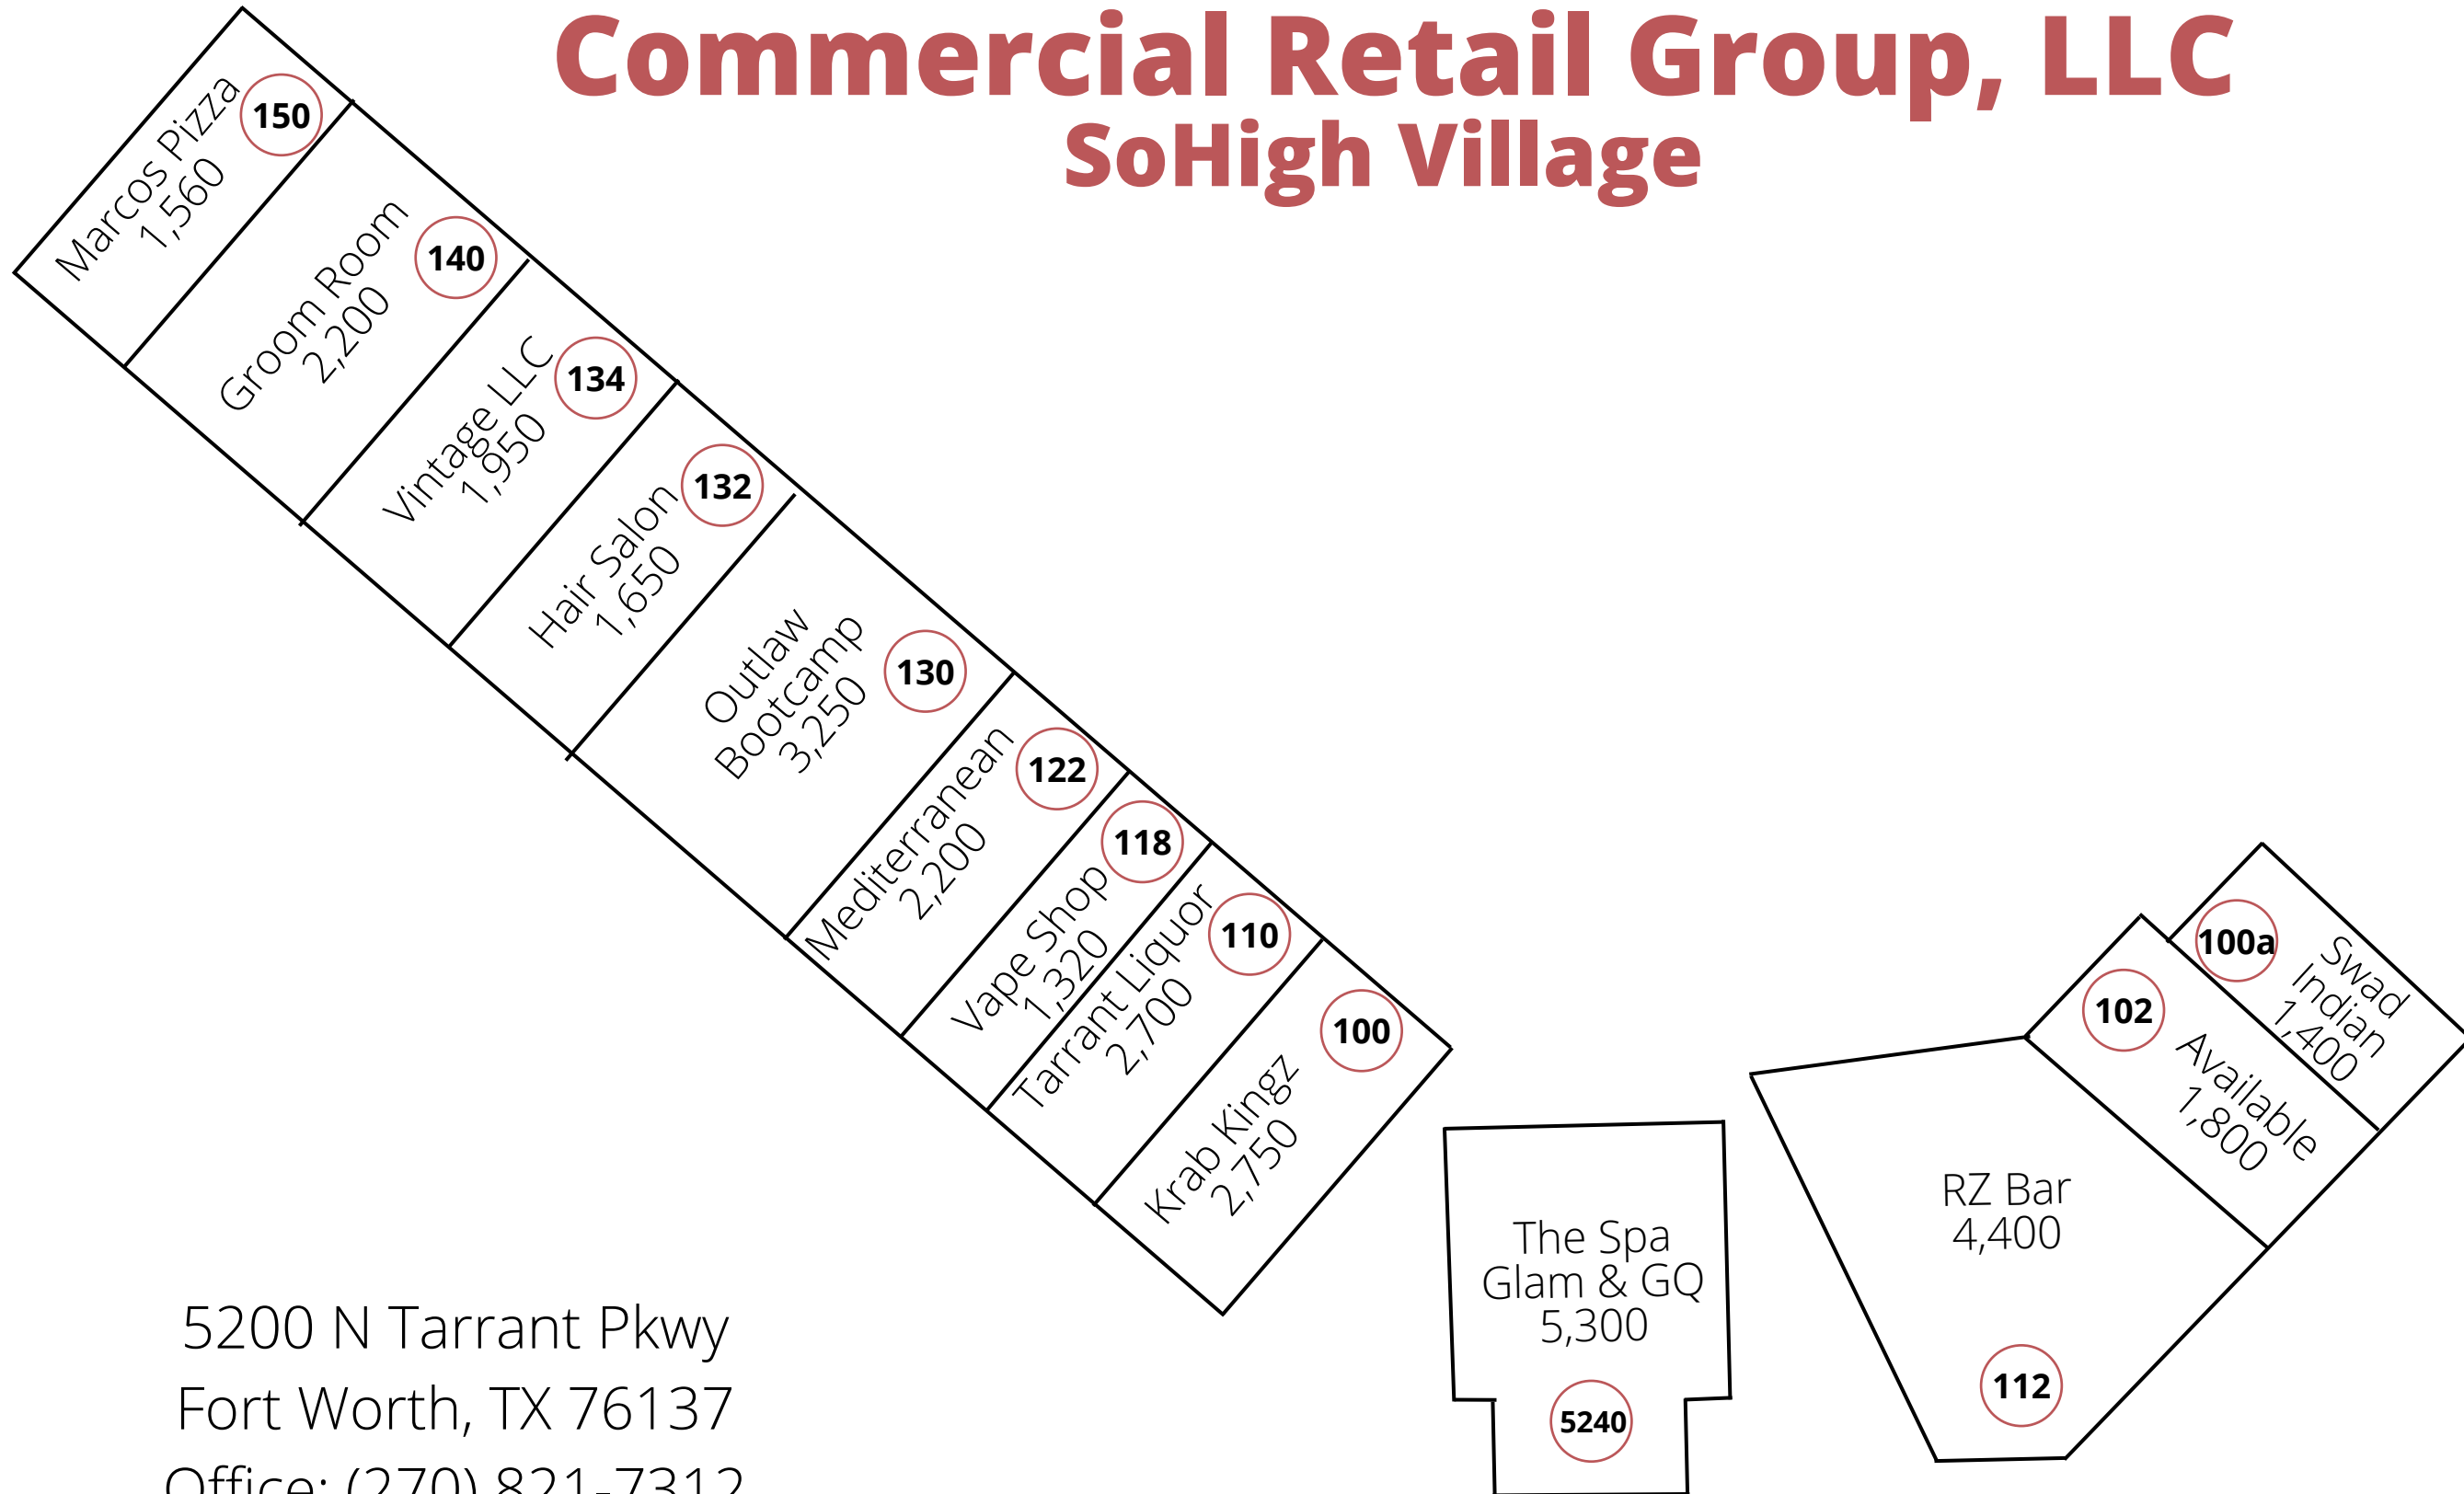 Commercial Retail Group, LLC
SoHigh Village
Marcos Pizza
1,560
150
Groom Room
2,200
140
Vintage LLC
1,950
134
Hair Salon
1,650
132
Outlaw
Bootcamp
3,250
130
Mediterranean
2,200
122
Vape Shop
1,320
118
Tarrant Liquor
2,700
110
Krab Kingz
2,750
100
The Spa
Glam & GQ
5,300
5240
RZ Bar
4,400
112
102
Available
1,800
100a
Swad
Indian
1,400
5200 N Tarrant Pkwy
Fort Worth, TX 76137
Office: (270) 821-7312